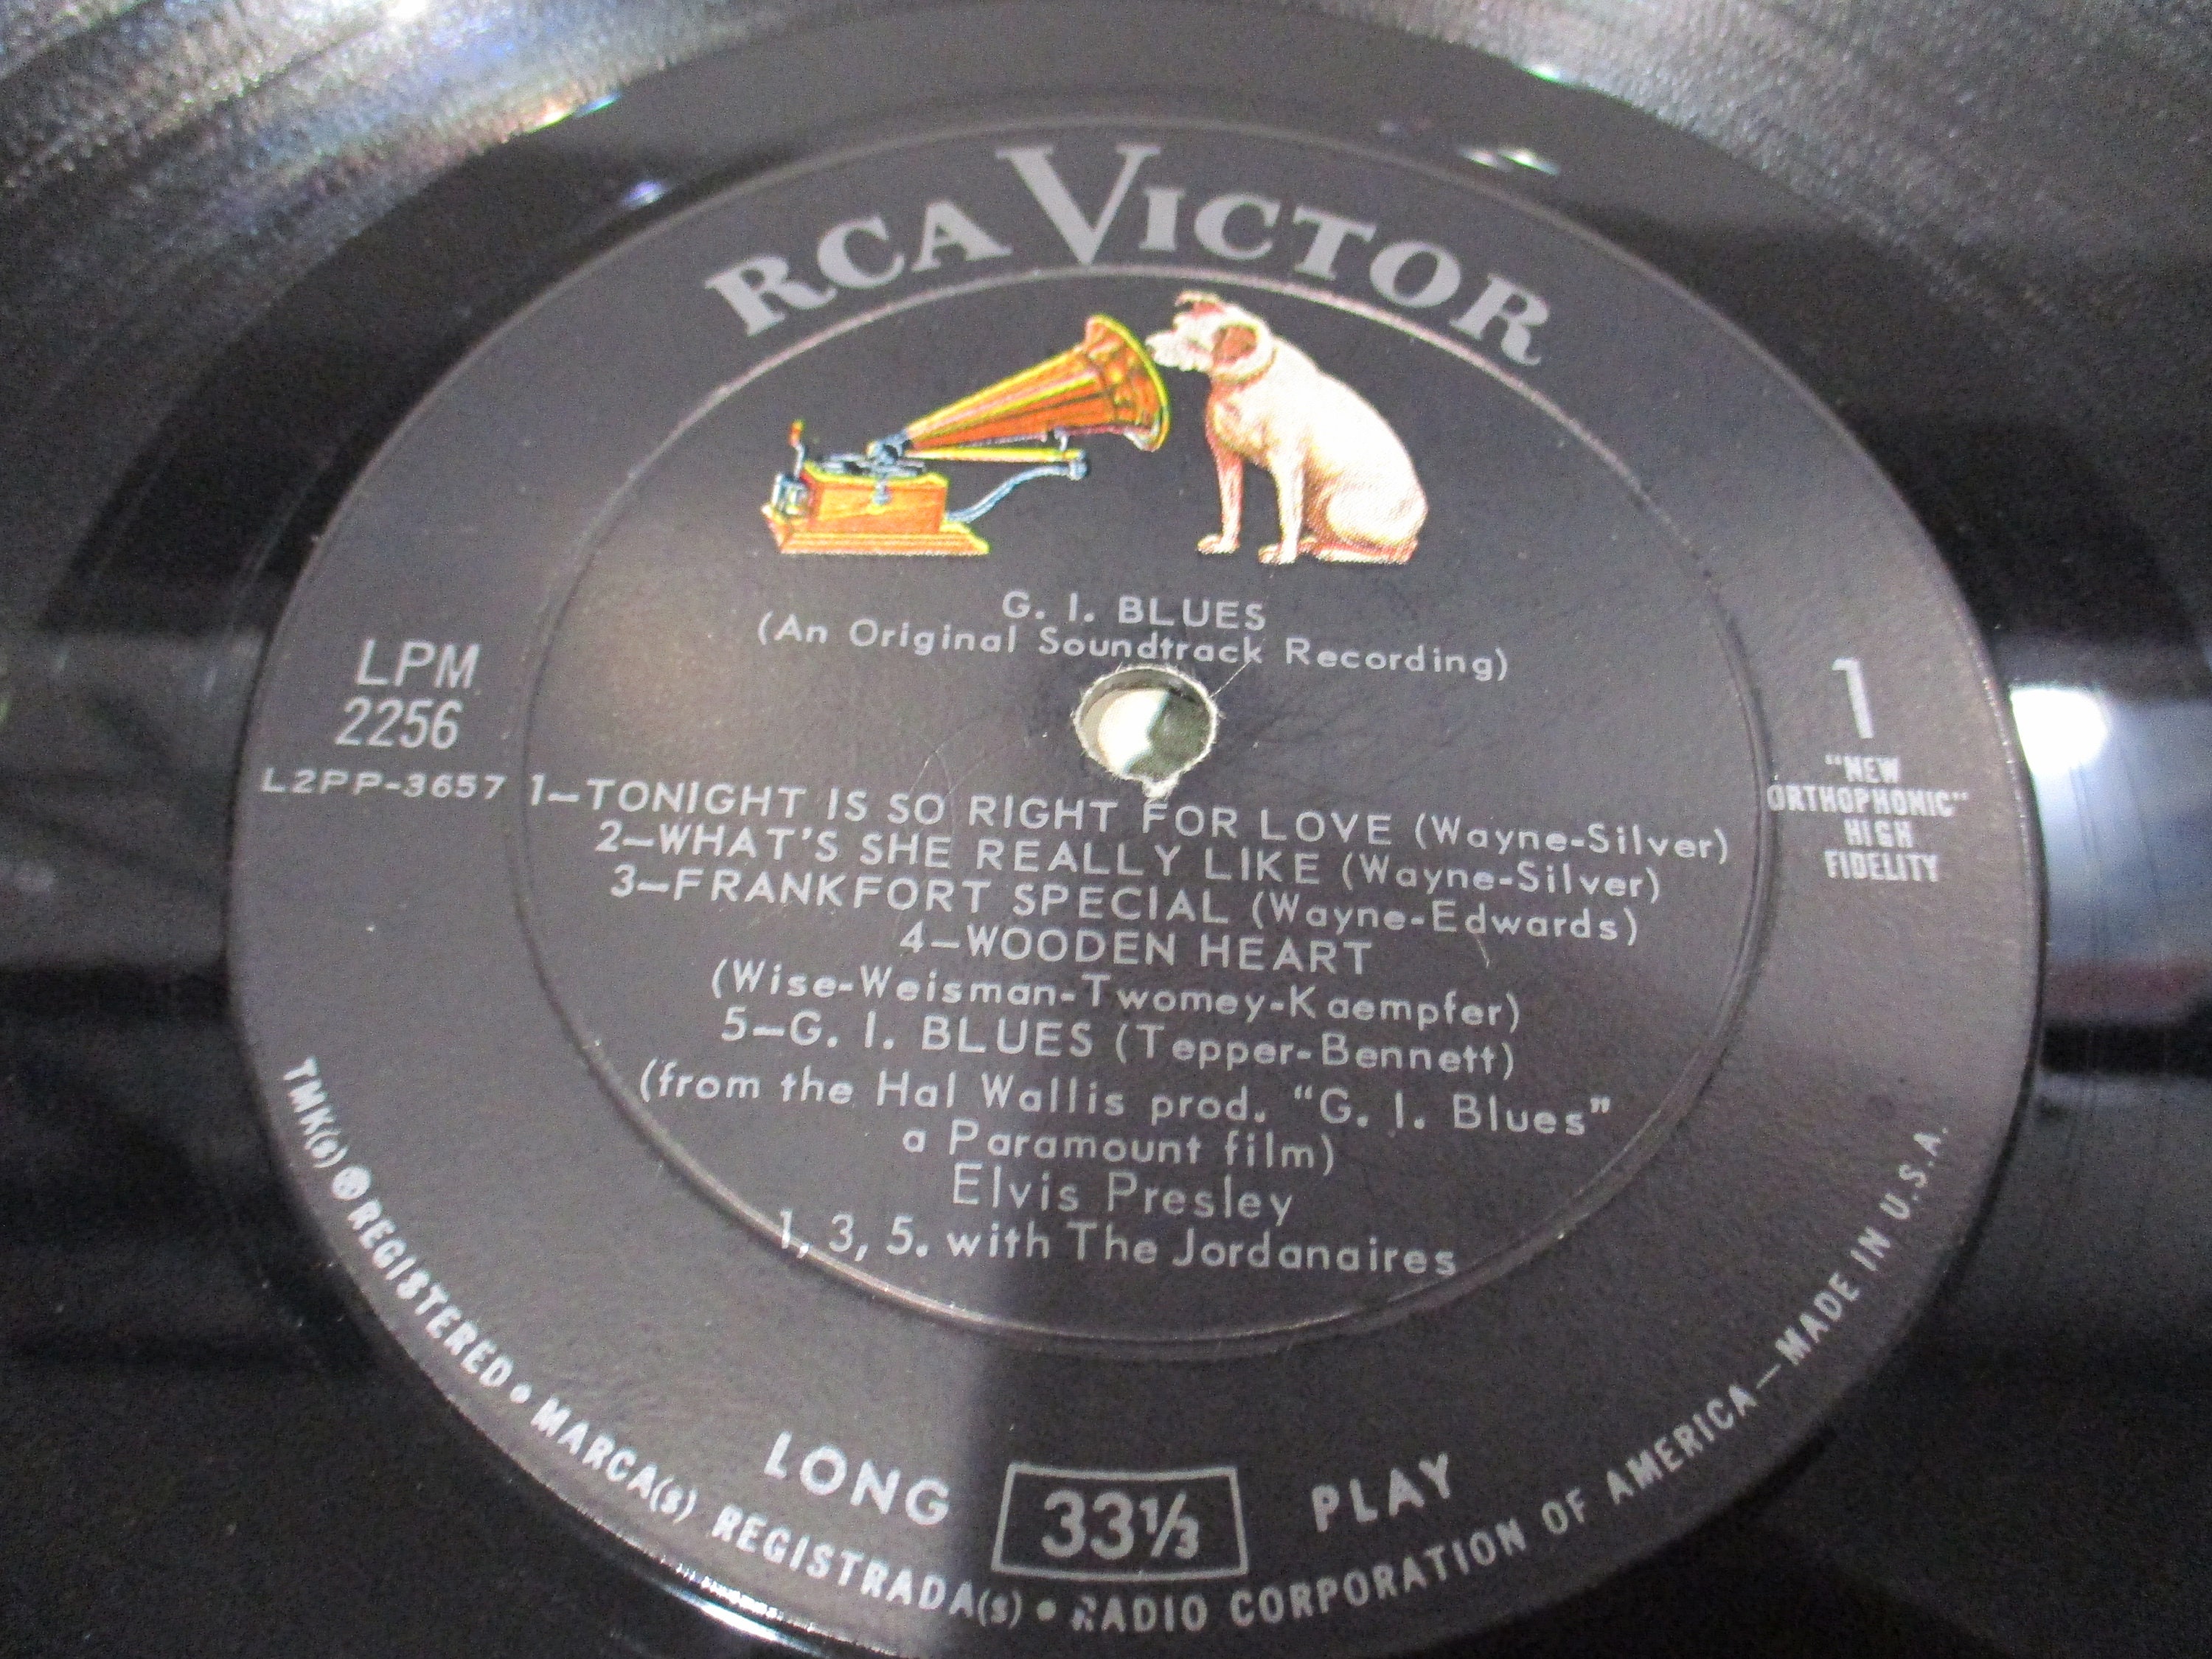 RCA VICTOR
G. I. BLUES
(An Original Soundtrack Recording)
LPM
2256
L2PP-3657
1
"NEW
ORTHOPHONIC"
HIGH
FIDELITY
1—TONIGHT IS SO RIGHT FOR LOVE (Wayne-Silver)
2—WHAT'S SHE REALLY LIKE (Wayne-Silver)
3—FRANKFORT SPECIAL (Wayne-Edwards)
4—WOODEN HEART
(Wise-Weisman-Twomey-Kaempfer)
5—G. I. BLUES (Tepper-Bennett)
(from the Hal Wallis prod. "G. I. Blues"
a Paramount film)
Elvis Presley
1, 3, 5. with The Jordanaires
LONG 33⅓ PLAY
TMK(s) ® REGISTERED • MARCA(s) REGISTRADA(s) • RADIO CORPORATION OF AMERICA—MADE IN U.S.A.